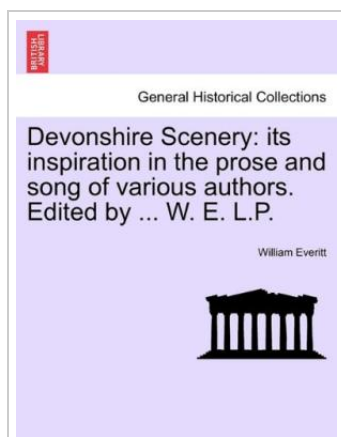 BRITISH
LIBRARY
General Historical Collections
Devonshire Scenery: its
inspiration in the prose and
song of various authors.
Edited by ... W. E. L.P.
William Everitt